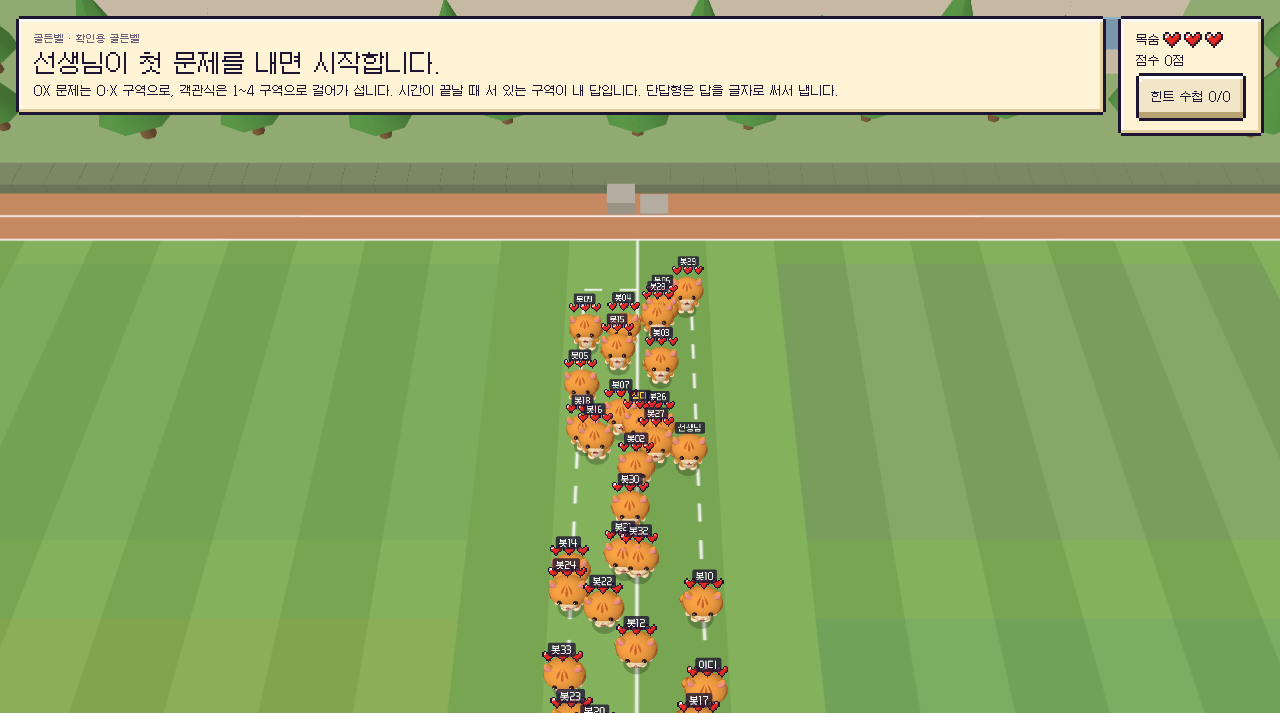 골든벨 · 확인용 골든벨
선생님이 첫 문제를 내면 시작합니다.
OX 문제는 O·X 구역으로, 객관식은 1~4 구역으로 걸어가 섭니다. 시간이 끝날 때 서 있는 구역이 내 답입니다. 단답형은 답을 글자로 써서 냅니다.
목숨
점수 0점
힌트 수첩 0/0
봇29
봇28
봇09
봇04
봇15
봇03
봇05
봇07
봇26
봇18
봇16
봇27
선생님
봇02
봇30
봇32
봇14
봇24
봇22
봇10
봇12
봇33
이디
봇23
봇17
봇20